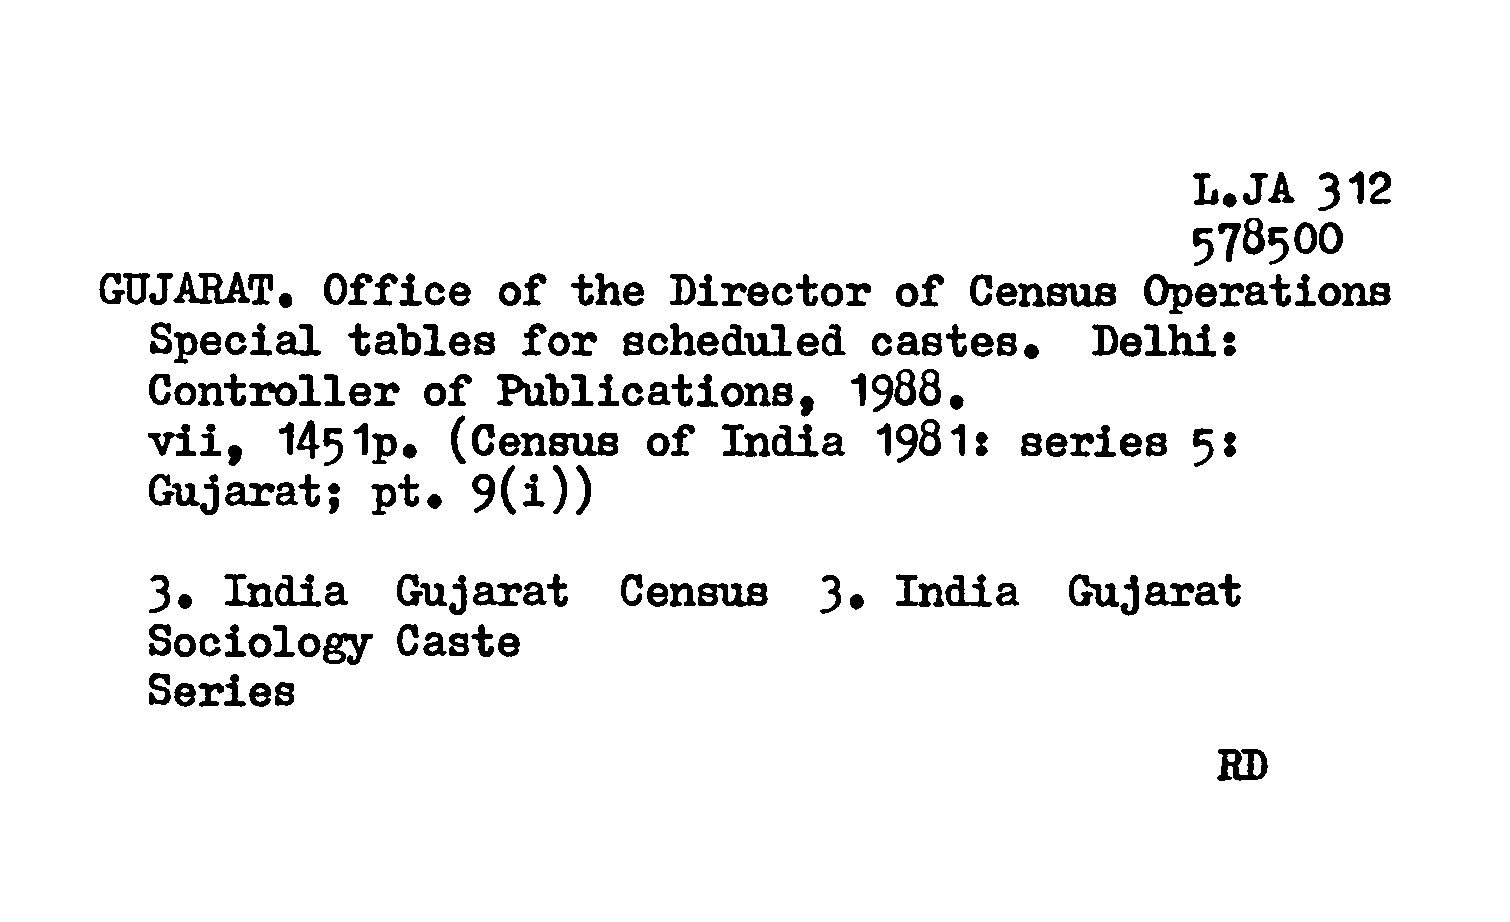 L.JA 312
578500
GUJARAT. Office of the Director of Census Operations
Special tables for scheduled castes. Delhi:
Controller of Publications, 1988.
vii, 1451p. (Census of India 1981: series 5:
Gujarat; pt. 9(i))
3. India Gujarat Census 3. India Gujarat
Sociology Caste
Series
RD